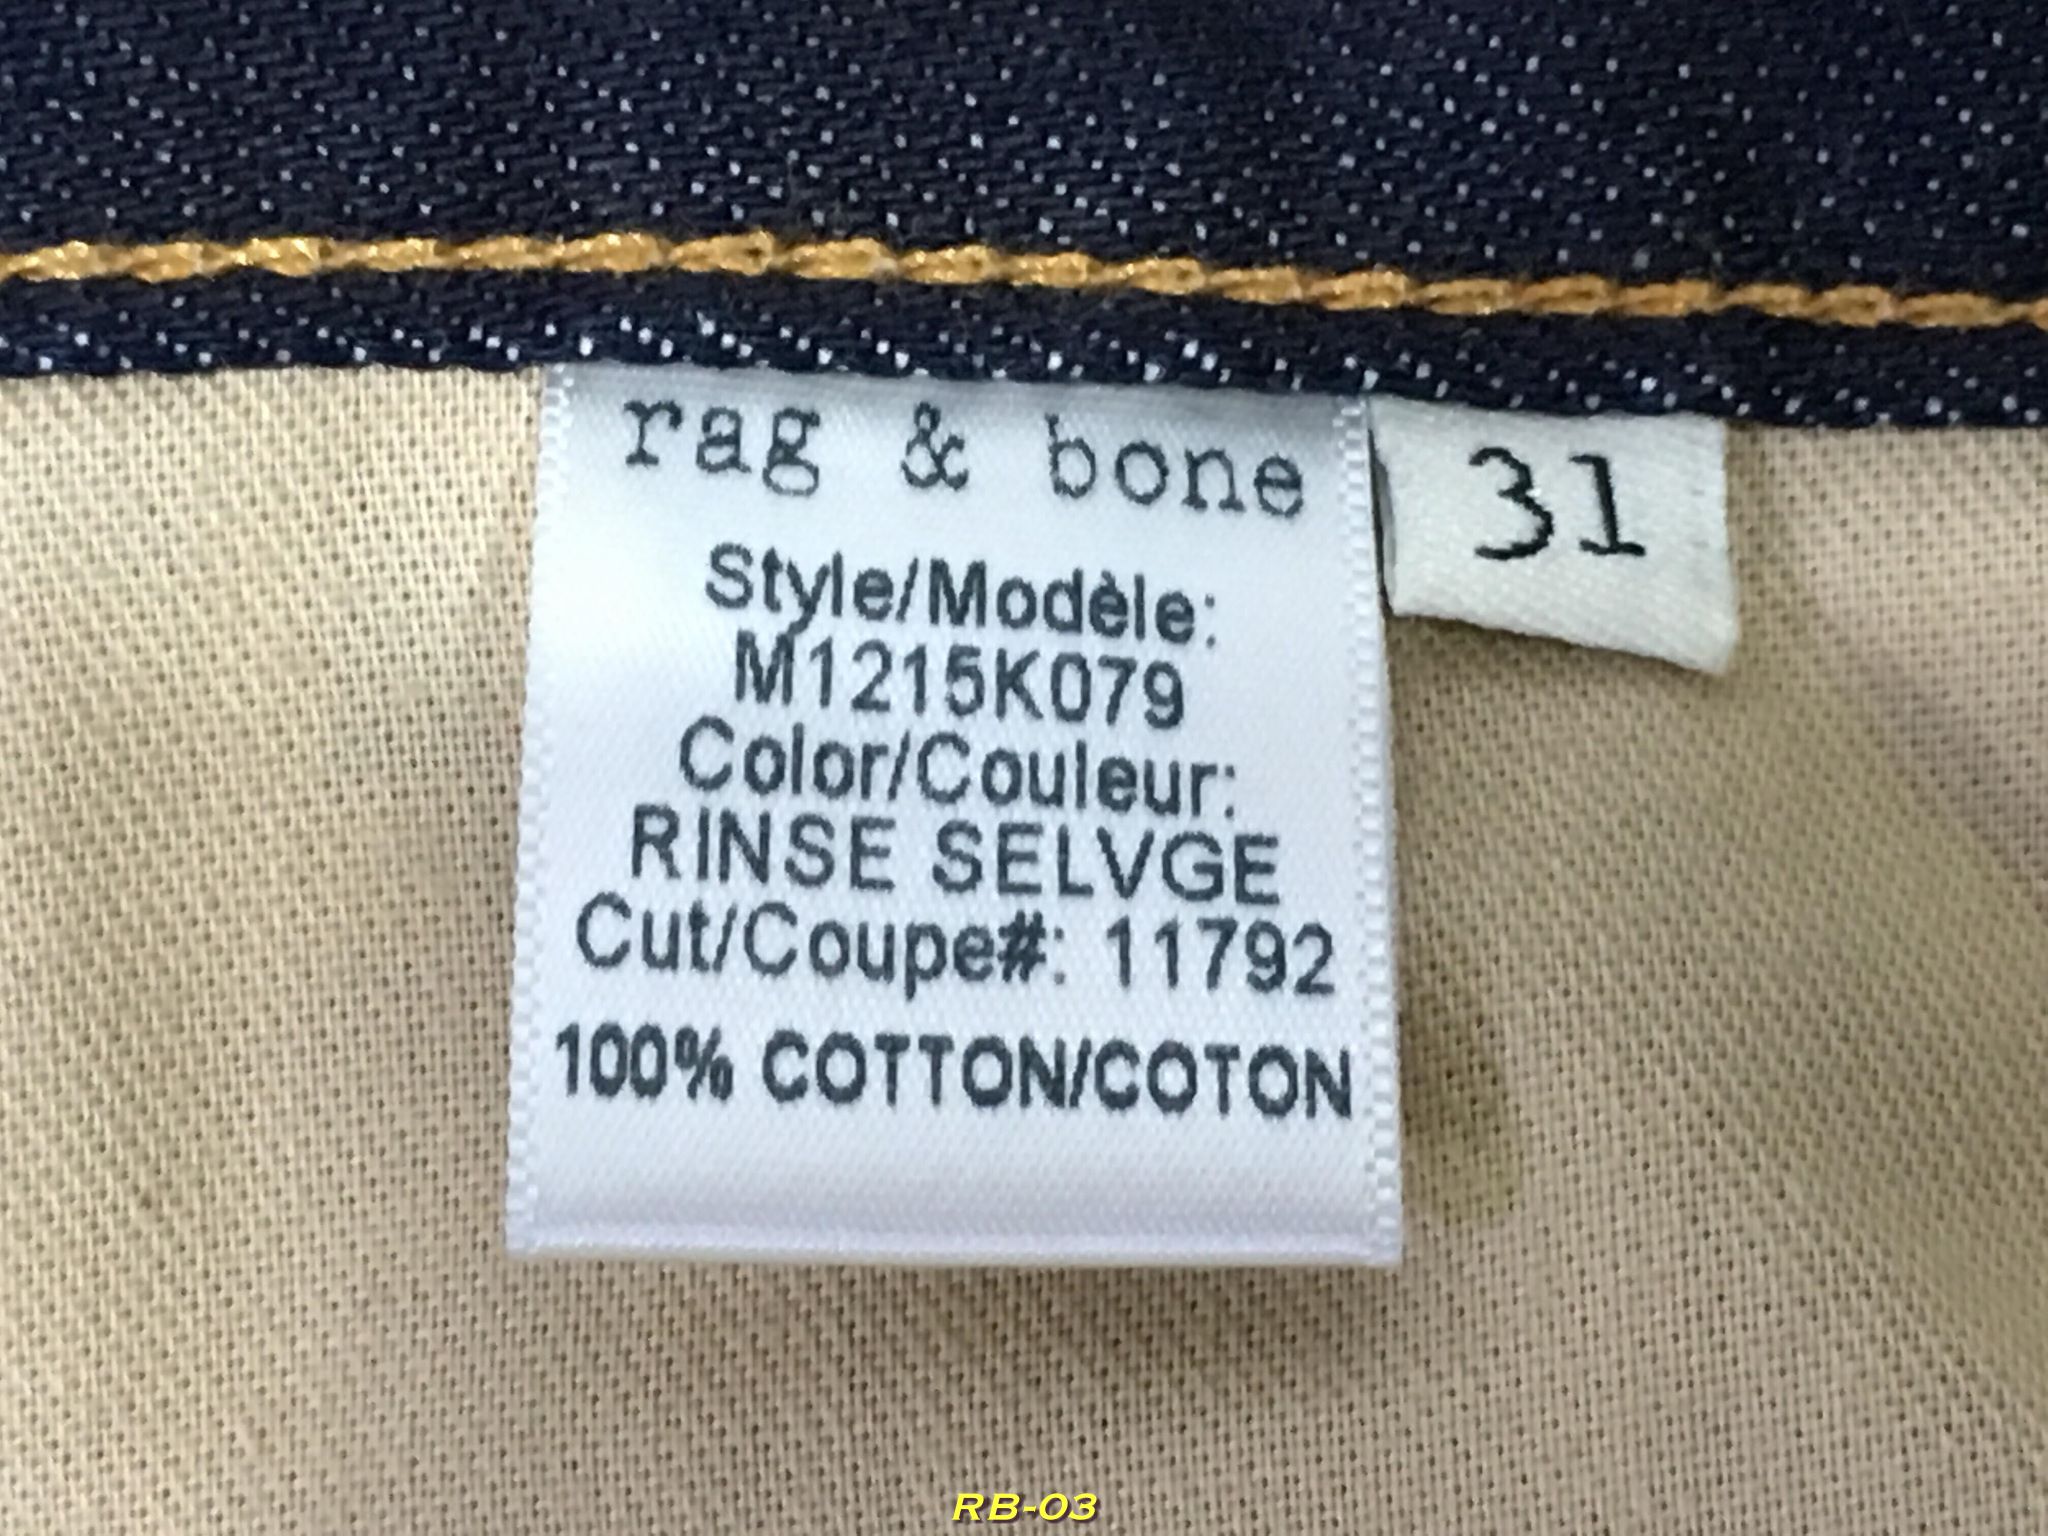 rag & bone
31
Style/Modèle:
M1215K079
Color/Couleur:
RINSE SELVGE
Cut/Coupe#: 11792
100% COTTON/COTON
RB-03